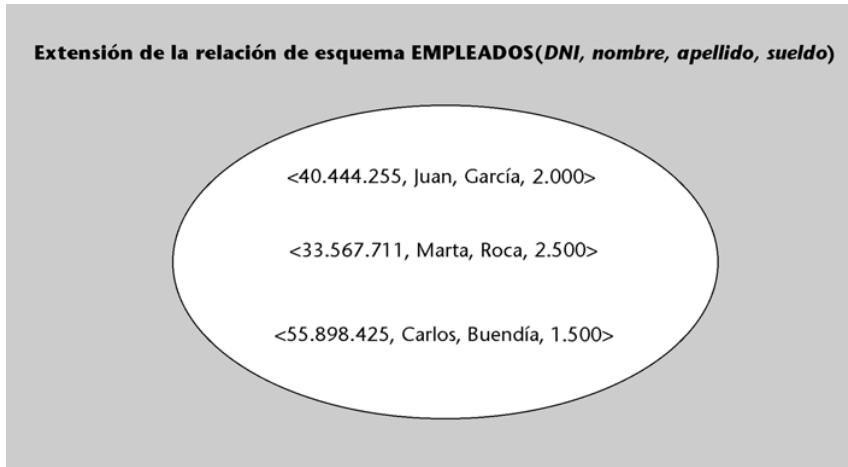 Extensión de la relación de esquema EMPLEADOS(DNI, nombre, apellido, sueldo)
<40.444.255, Juan, García, 2.000>
<33.567.711, Marta, Roca, 2.500>
<55.898.425, Carlos, Buendía, 1.500>